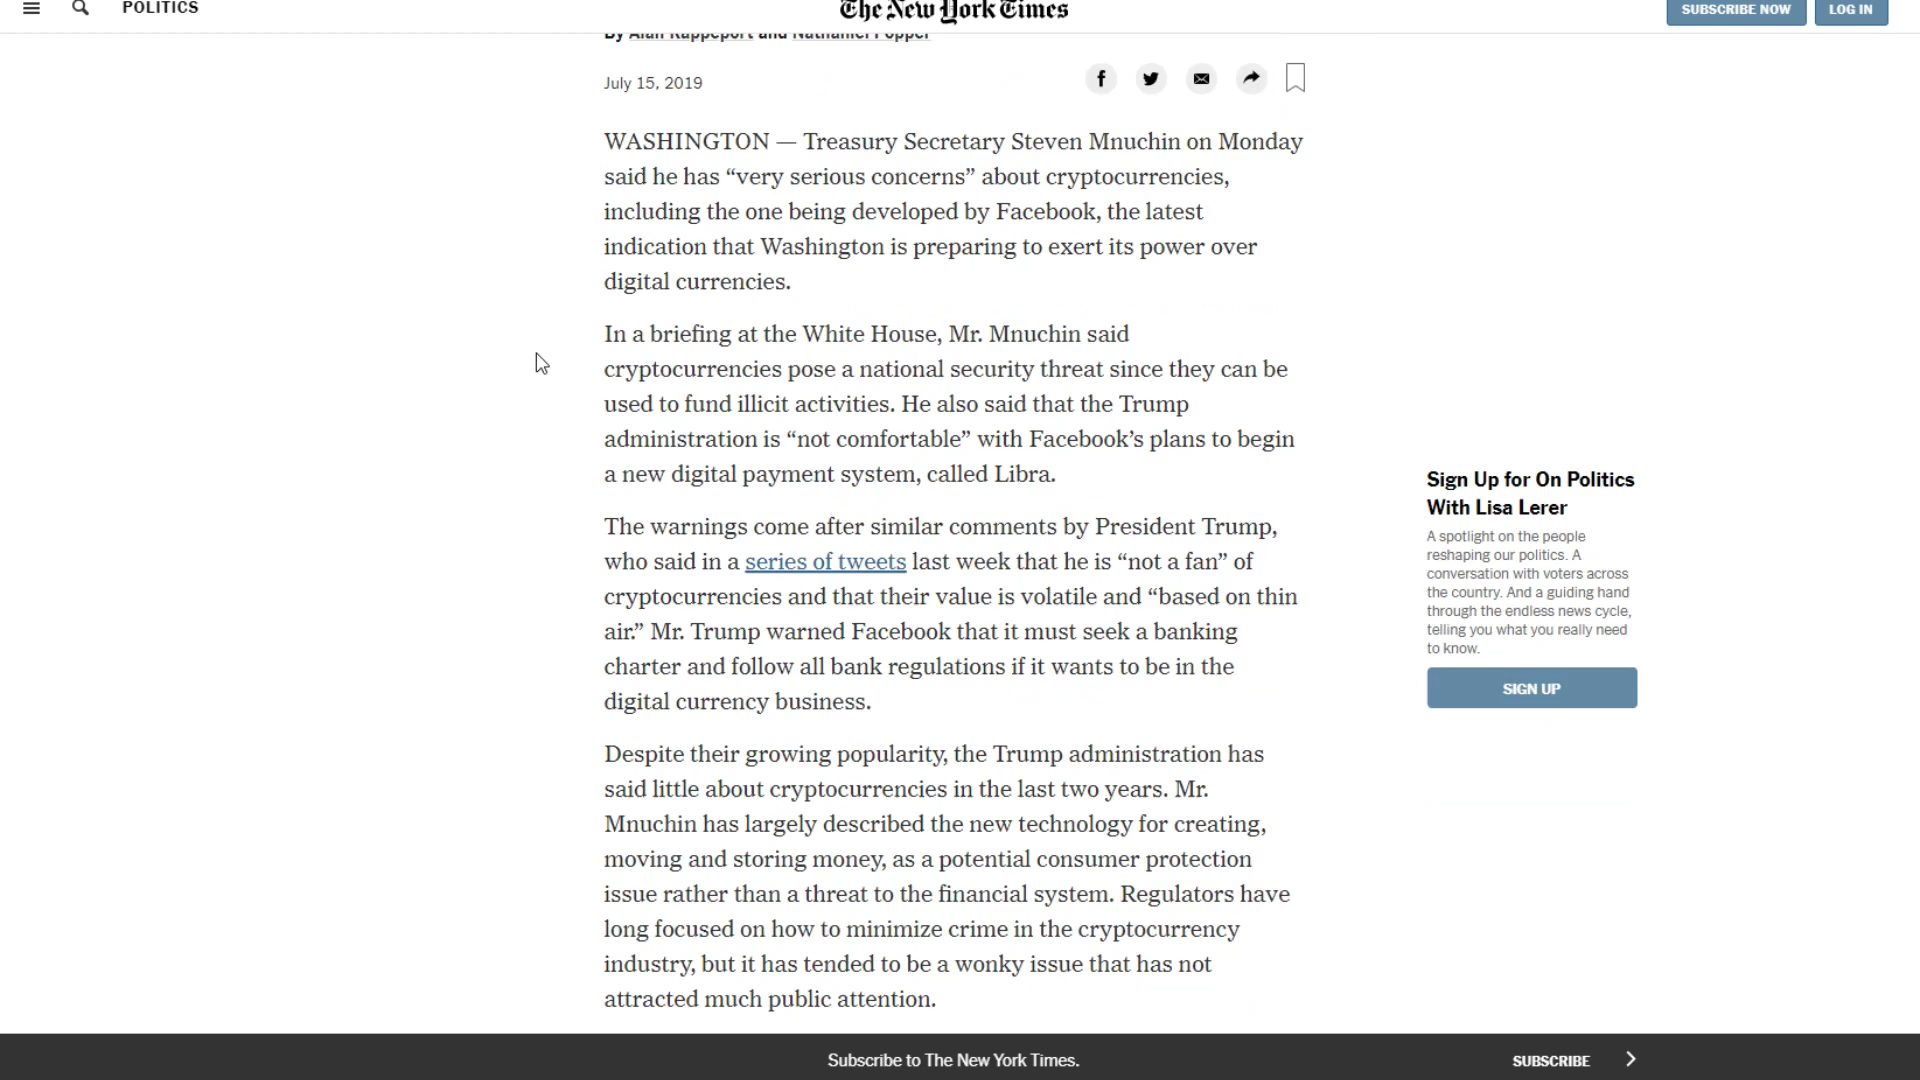 POLITICS
The New York Times
SUBSCRIBE NOW
LOG IN
By Alan Rappeport and Nathaniel Popper
July 15, 2019
WASHINGTON — Treasury Secretary Steven Mnuchin on Monday
said he has “very serious concerns” about cryptocurrencies,
including the one being developed by Facebook, the latest
indication that Washington is preparing to exert its power over
digital currencies.
In a briefing at the White House, Mr. Mnuchin said
cryptocurrencies pose a national security threat since they can be
used to fund illicit activities. He also said that the Trump
administration is “not comfortable” with Facebook’s plans to begin
a new digital payment system, called Libra.
The warnings come after similar comments by President Trump,
who said in a series of tweets last week that he is “not a fan” of
cryptocurrencies and that their value is volatile and “based on thin
air.” Mr. Trump warned Facebook that it must seek a banking
charter and follow all bank regulations if it wants to be in the
digital currency business.
Despite their growing popularity, the Trump administration has
said little about cryptocurrencies in the last two years. Mr.
Mnuchin has largely described the new technology for creating,
moving and storing money, as a potential consumer protection
issue rather than a threat to the financial system. Regulators have
long focused on how to minimize crime in the cryptocurrency
industry, but it has tended to be a wonky issue that has not
attracted much public attention.
Sign Up for On Politics
With Lisa Lerer
A spotlight on the people
reshaping our politics. A
conversation with voters across
the country. And a guiding hand
through the endless news cycle,
telling you what you really need
to know.
SIGN UP
Subscribe to The New York Times.
SUBSCRIBE